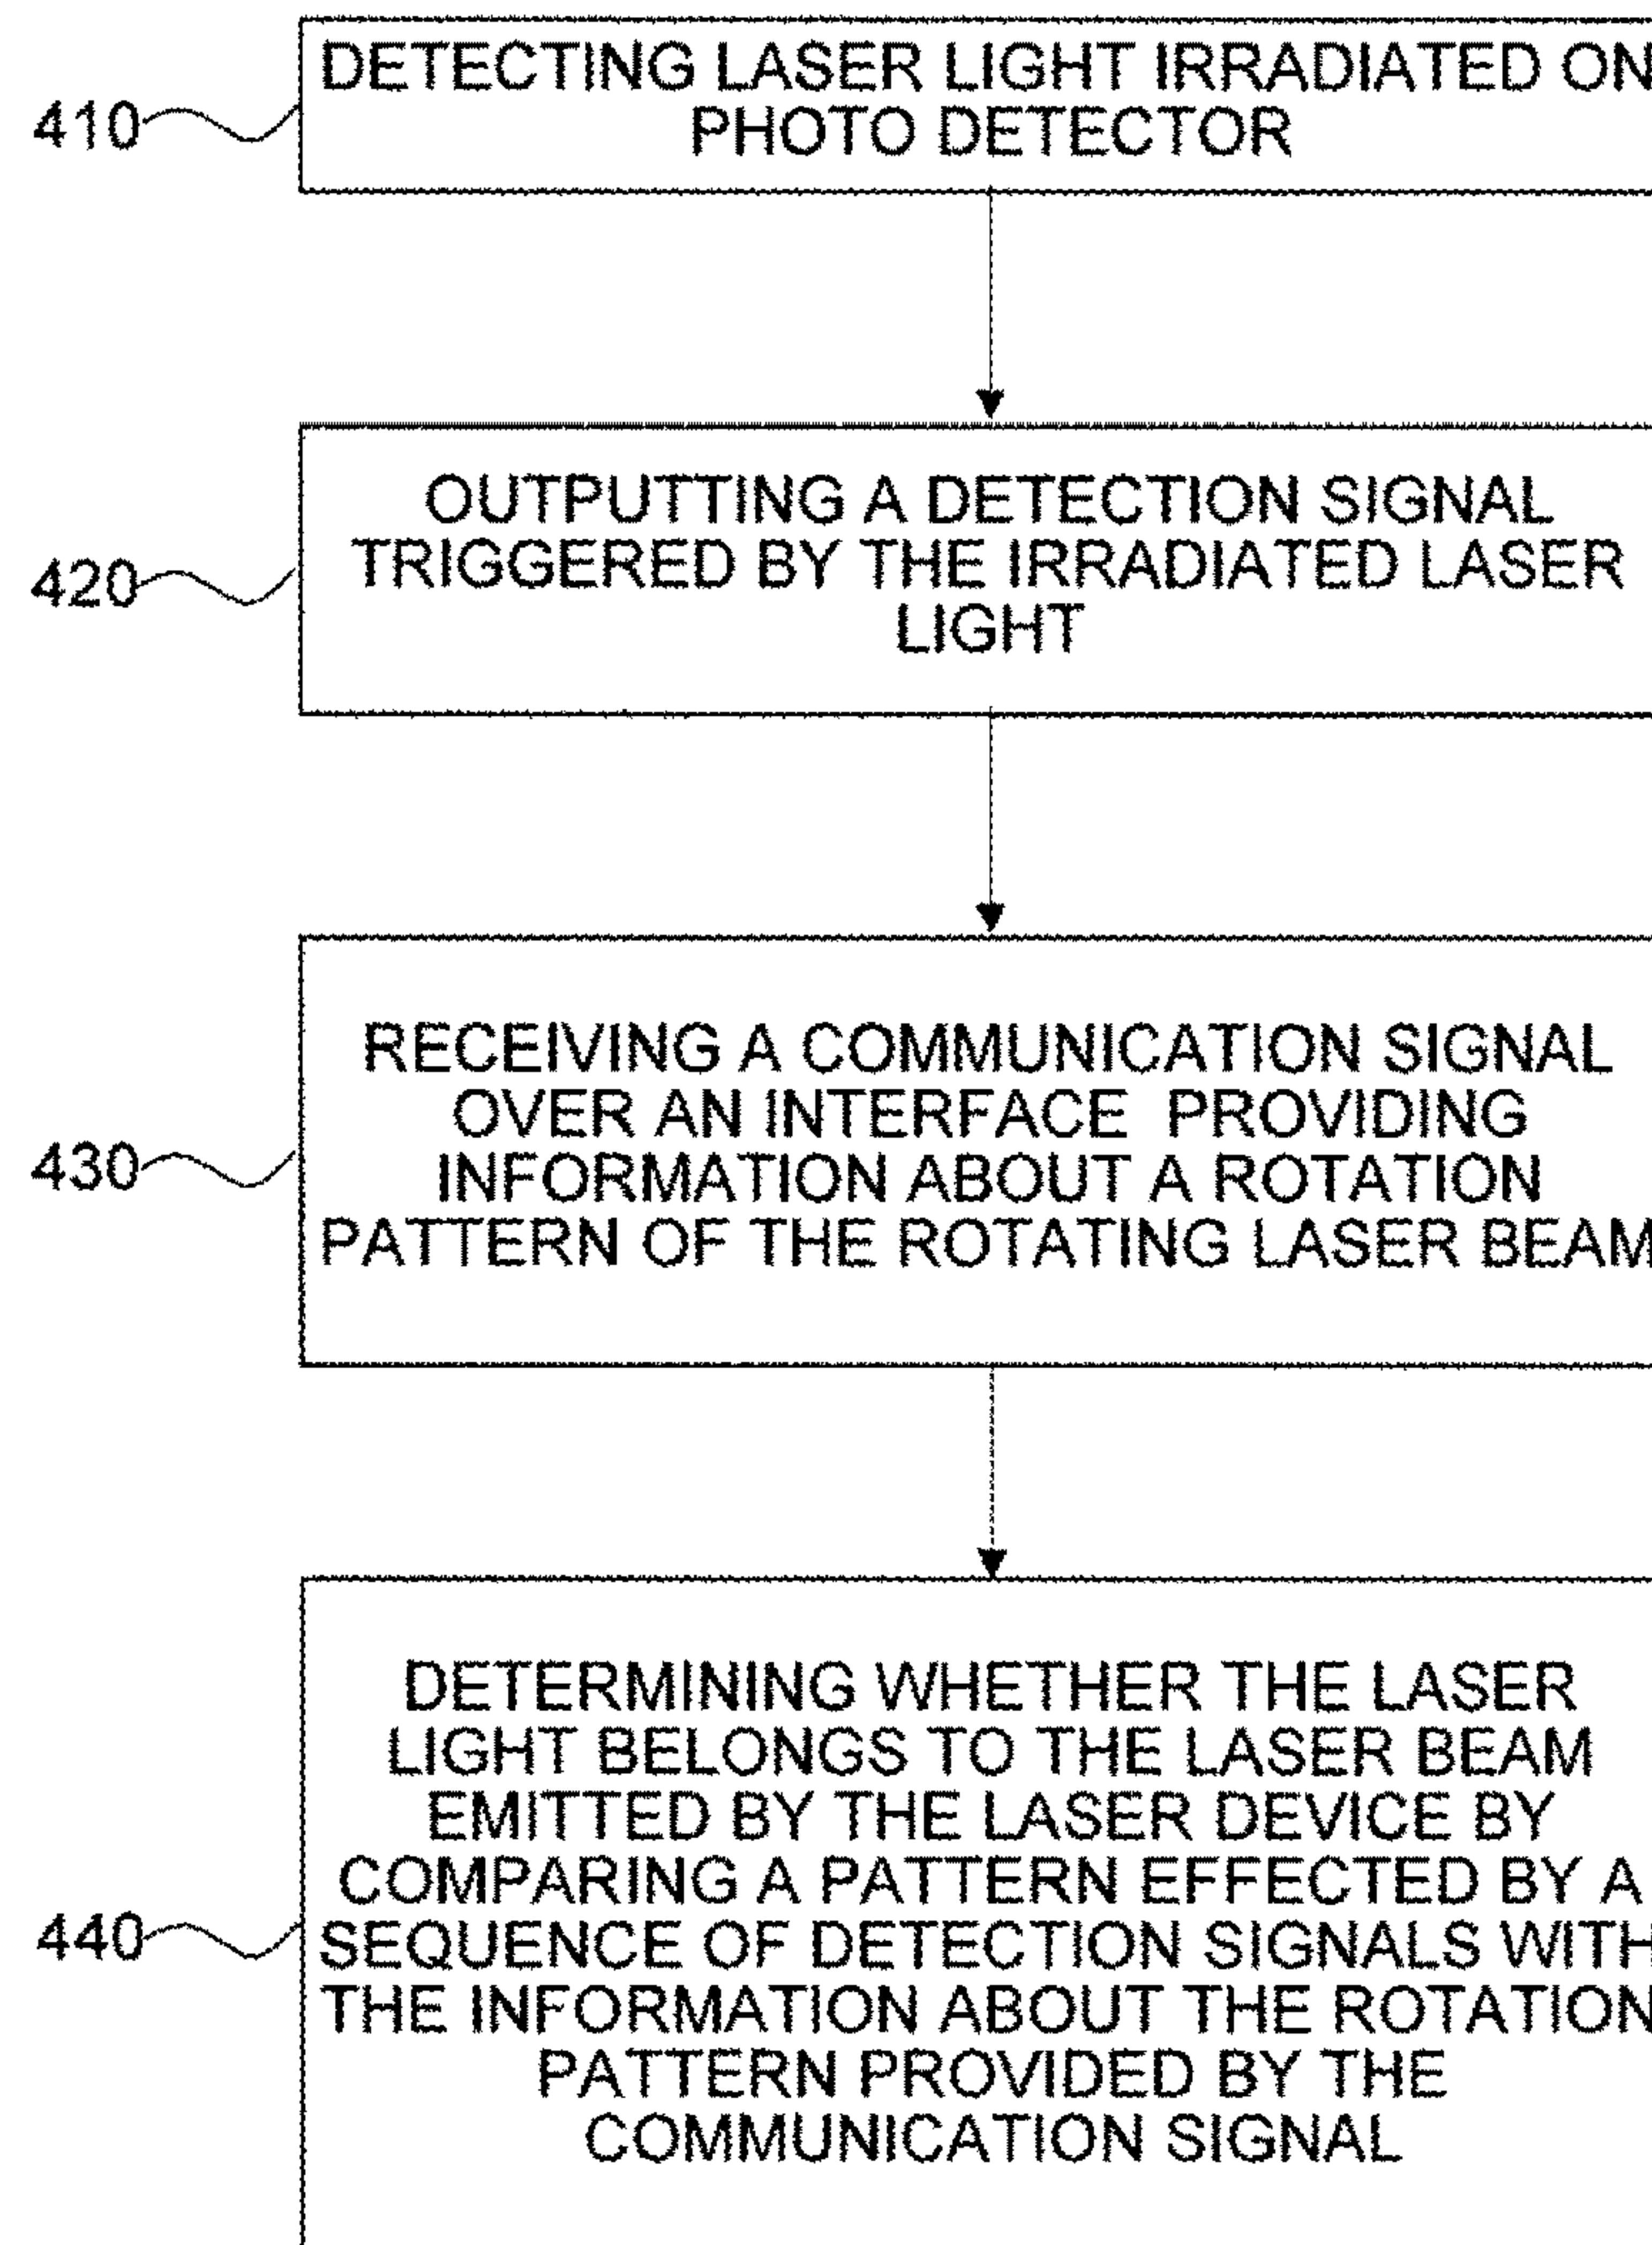 DETECTING LASER LIGHT IRRADIATED ON
410
PHOTO DETECTOR
OUTPUTTING A DETECTION SIGNAL
TRIGGERED BY THE IRRADIATED LASER
420
LIGHT
RECEIVING A COMMUNICATION SIGNAL
OVER AN INTERFACE PROVIDING
430
INFORMATION ABOUT A ROTATION
PATTERN OF THE ROTATING LASER BEAM
DETERMINING WHETHER THE LASER
LIGHT BELONGS TO THE LASER BEAM
EMITTED BY THE LASER DEVICE BY
COMPARING A PATTERN EFFECTED BY A
440
SEQUENCE OF DETECTION SIGNALS WITH
THE INFORMATION ABOUT THE ROTATION
PATTERN PROVIDED BY THE
COMMUNICATION SIGNAL